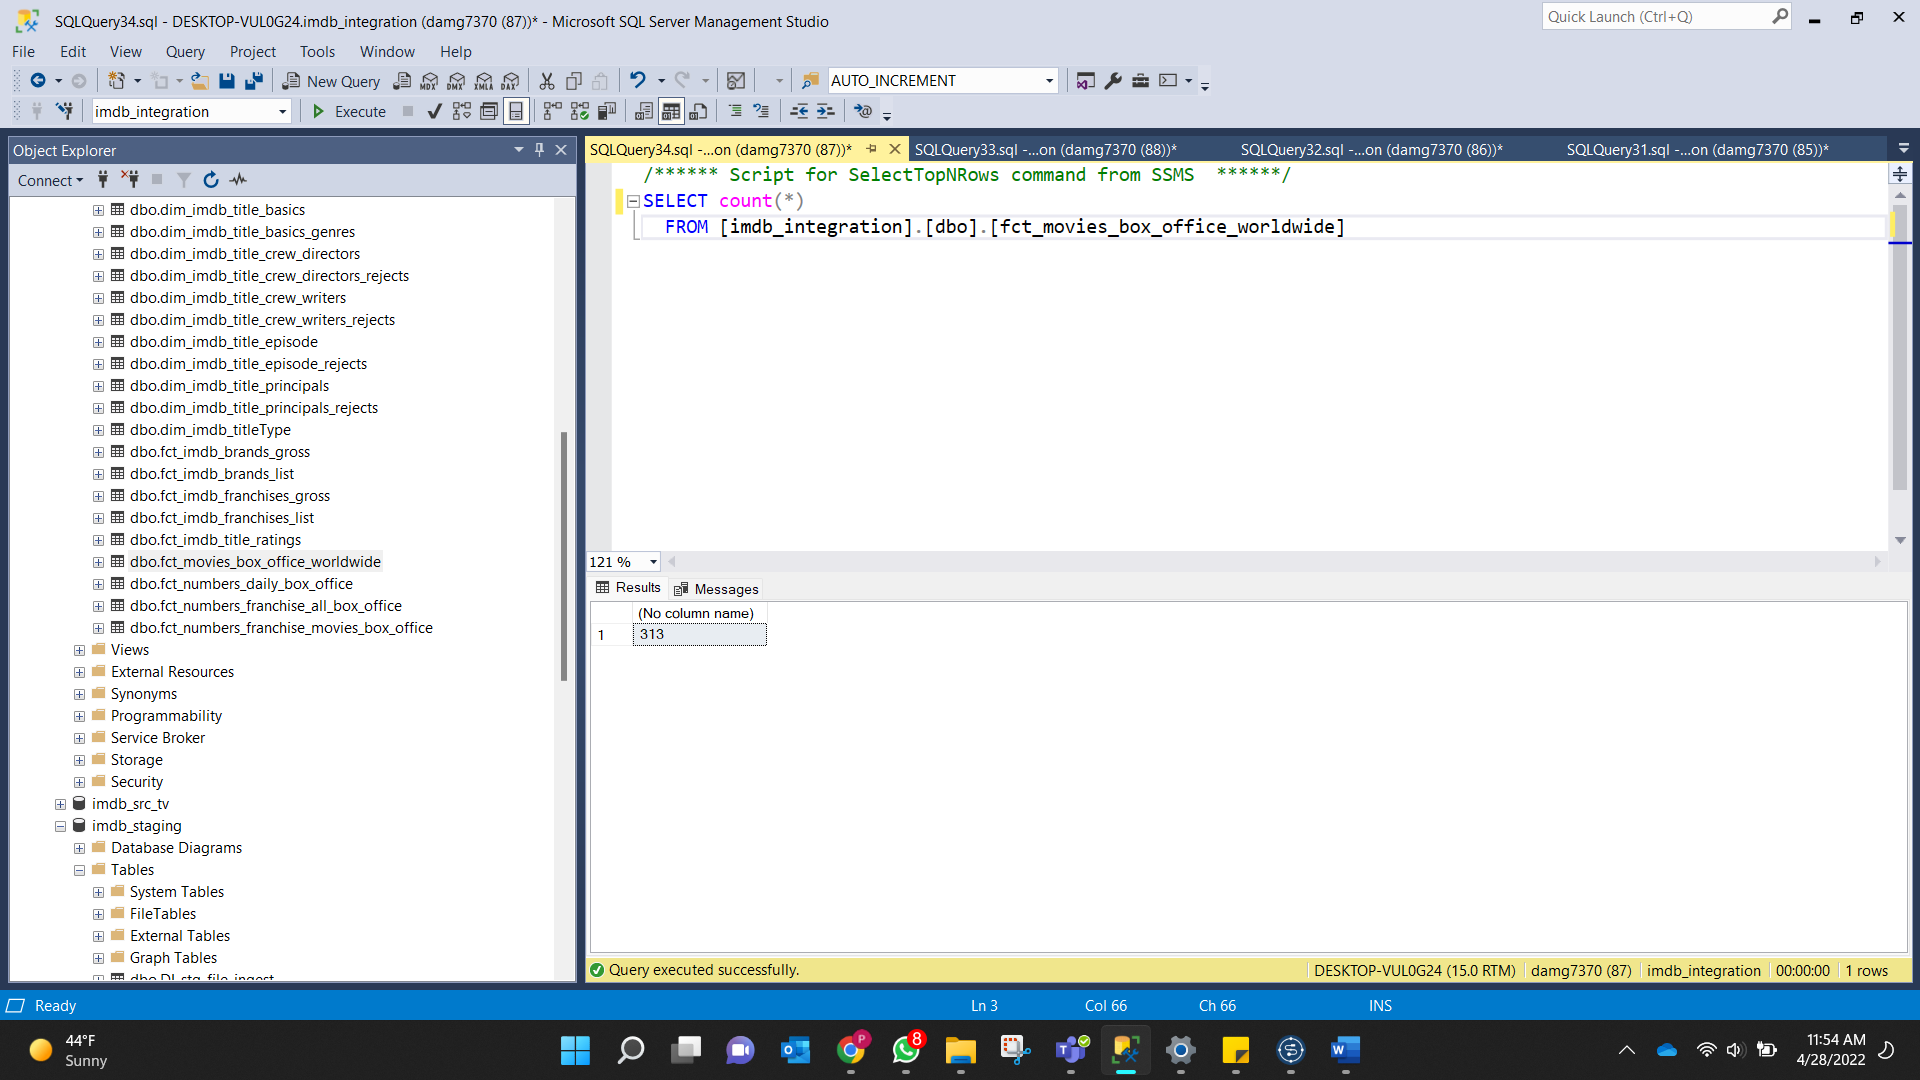 SQLQuery34.sql - DESKTOP-VUL0G24.imdb_integration (damg7370 (87))* - Microsoft SQL Server Management Studio
Quick Launch (Ctrl+Q)
File Edit View Query Project Tools Window Help
New Query
MDX DMX XMLA DAX
AUTO_INCREMENT
imdb_integration
Execute
Object Explorer
SQLQuery34.sql -...on (damg7370 (87))*
SQLQuery33.sql -...on (damg7370 (88))*
SQLQuery32.sql -...on (damg7370 (86))*
SQLQuery31.sql -...on (damg7370 (85))*
Connect
dbo.dim_imdb_title_basics
dbo.dim_imdb_title_basics_genres
dbo.dim_imdb_title_crew_directors
dbo.dim_imdb_title_crew_directors_rejects
dbo.dim_imdb_title_crew_writers
dbo.dim_imdb_title_crew_writers_rejects
dbo.dim_imdb_title_episode
dbo.dim_imdb_title_episode_rejects
dbo.dim_imdb_title_principals
dbo.dim_imdb_title_principals_rejects
dbo.dim_imdb_titleType
dbo.fct_imdb_brands_gross
dbo.fct_imdb_brands_list
dbo.fct_imdb_franchises_gross
dbo.fct_imdb_franchises_list
dbo.fct_imdb_title_ratings
dbo.fct_movies_box_office_worldwide
dbo.fct_numbers_daily_box_office
dbo.fct_numbers_franchise_all_box_office
dbo.fct_numbers_franchise_movies_box_office
Views
External Resources
Synonyms
Programmability
Service Broker
Storage
Security
imdb_src_tv
imdb_staging
Database Diagrams
Tables
System Tables
FileTables
External Tables
Graph Tables
dbo.DI_stg_file_ingest
/****** Script for SelectTopNRows command from SSMS ******/
SELECT count(*)
FROM [imdb_integration].[dbo].[fct_movies_box_office_worldwide]
121 %
Results Messages
(No column name)
1 313
Query executed successfully.
DESKTOP-VUL0G24 (15.0 RTM) damg7370 (87) imdb_integration 00:00:00 1 rows
Ready
Ln 3 Col 66 Ch 66 INS
44°F
Sunny
P
8
11:54 AM
4/28/2022